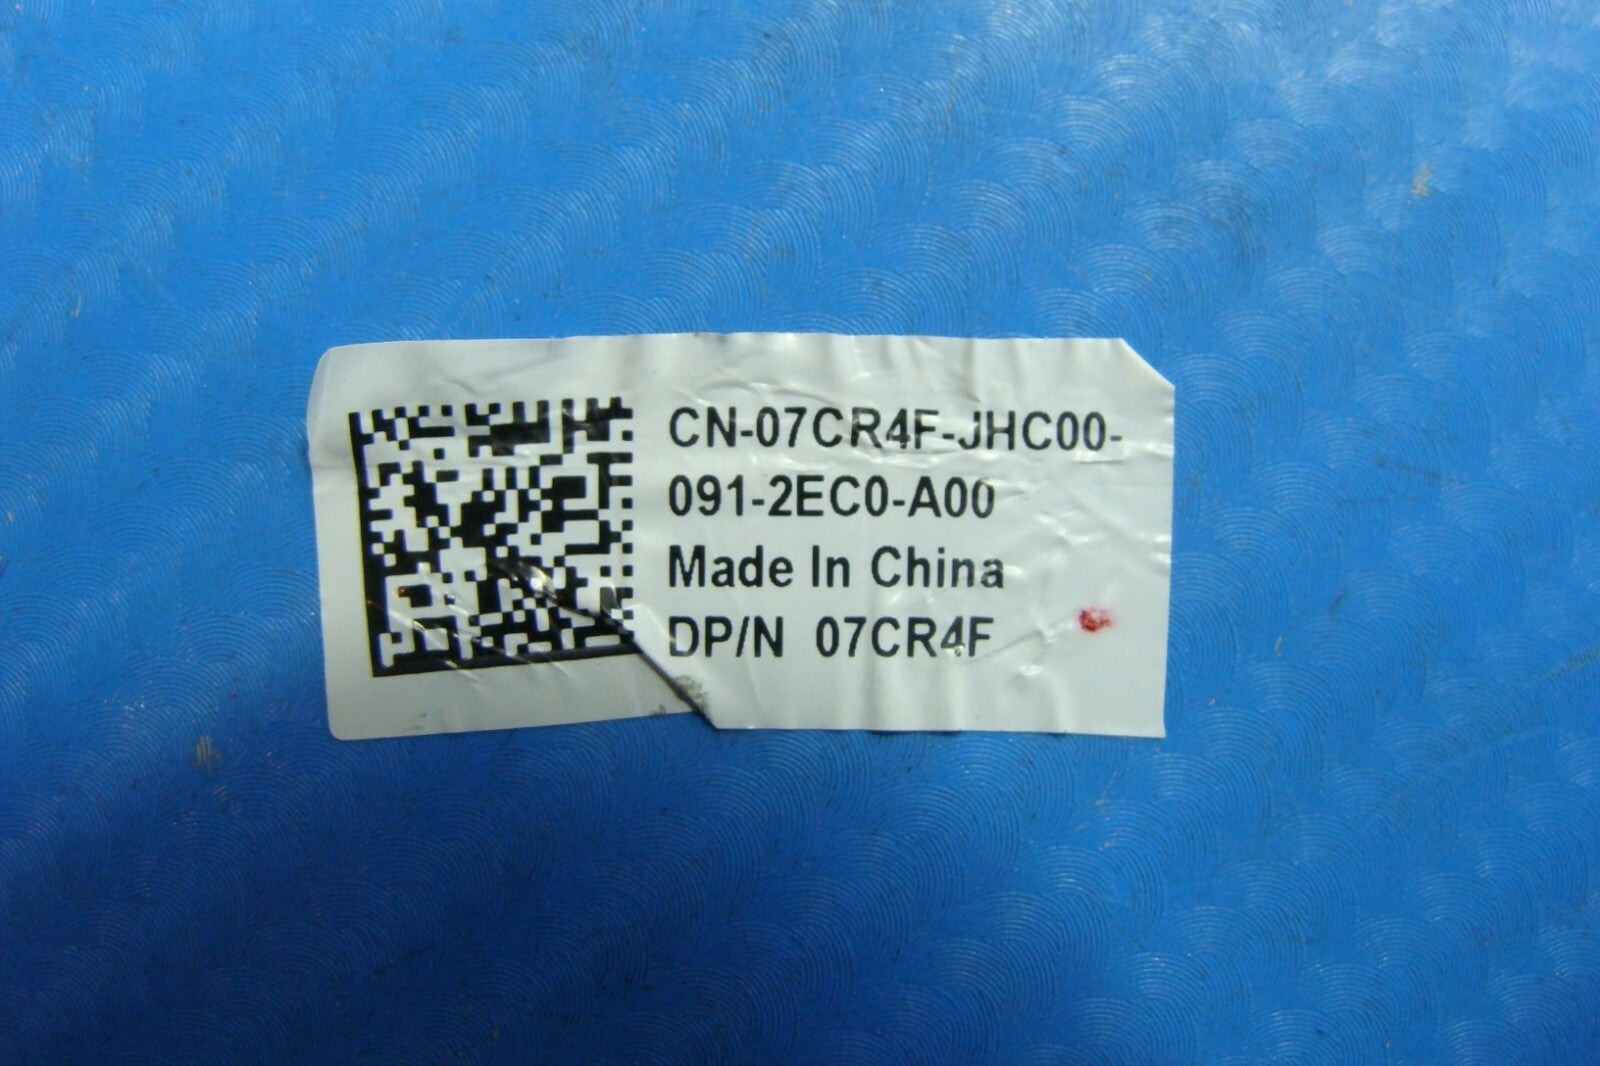 CN-07CR4F-JHC00-
091-2EC0-A00
Made In China
DP/N 07CR4F